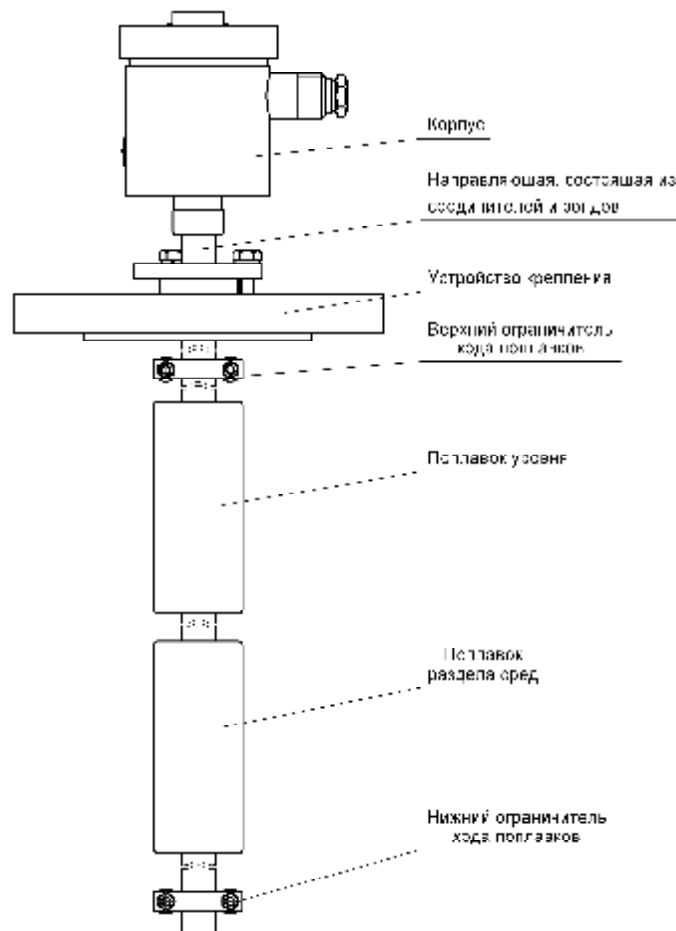 Корпус
Направляющая, состоящая из
соединителей и зондов
Устройство крепления
Верхний ограничитель
хода поплавков
Поплавок уровня
Поплавок
раздела сред
Нижний ограничитель
хода поплавков